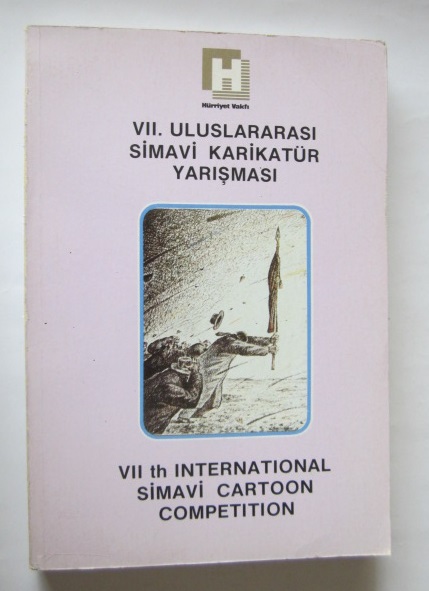 H
Hürriyet Vakfı
VII. ULUSLARARASI
SİMAVİ KARİKATÜR
YARIŞMASI
VII th INTERNATIONAL
SİMAVİ CARTOON
COMPETITION